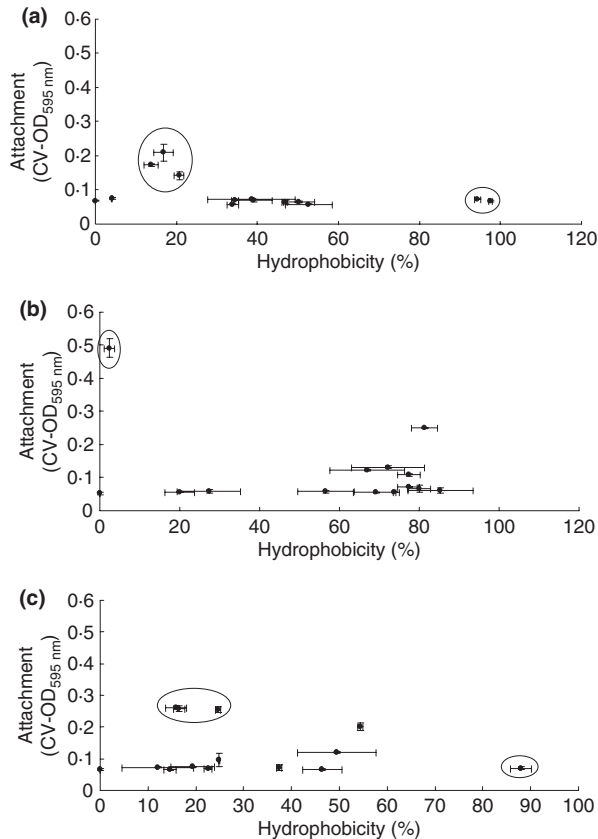 (a)
Attachment
(CV-OD595 nm)
0·6
0·5
0·4
0·3
0·2
0·1
0
0 20 40 60 80 100 120
Hydrophobicity (%)
(b)
Attachment
(CV-OD595 nm)
0·6
0·5
0·4
0·3
0·2
0·1
0
0 20 40 60 80 100 120
Hydrophobicity (%)
(c)
Attachment
(CV-OD595 nm)
0·6
0·5
0·4
0·3
0·2
0·1
0
0 10 20 30 40 50 60 70 80 90 100
Hydrophobicity (%)